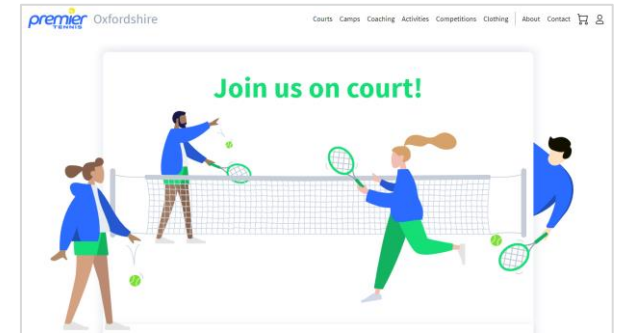 premier Oxfordshire
TENNIS
Courts Camps Coaching Activities Competitions Clothing About Contact
Join us on court!